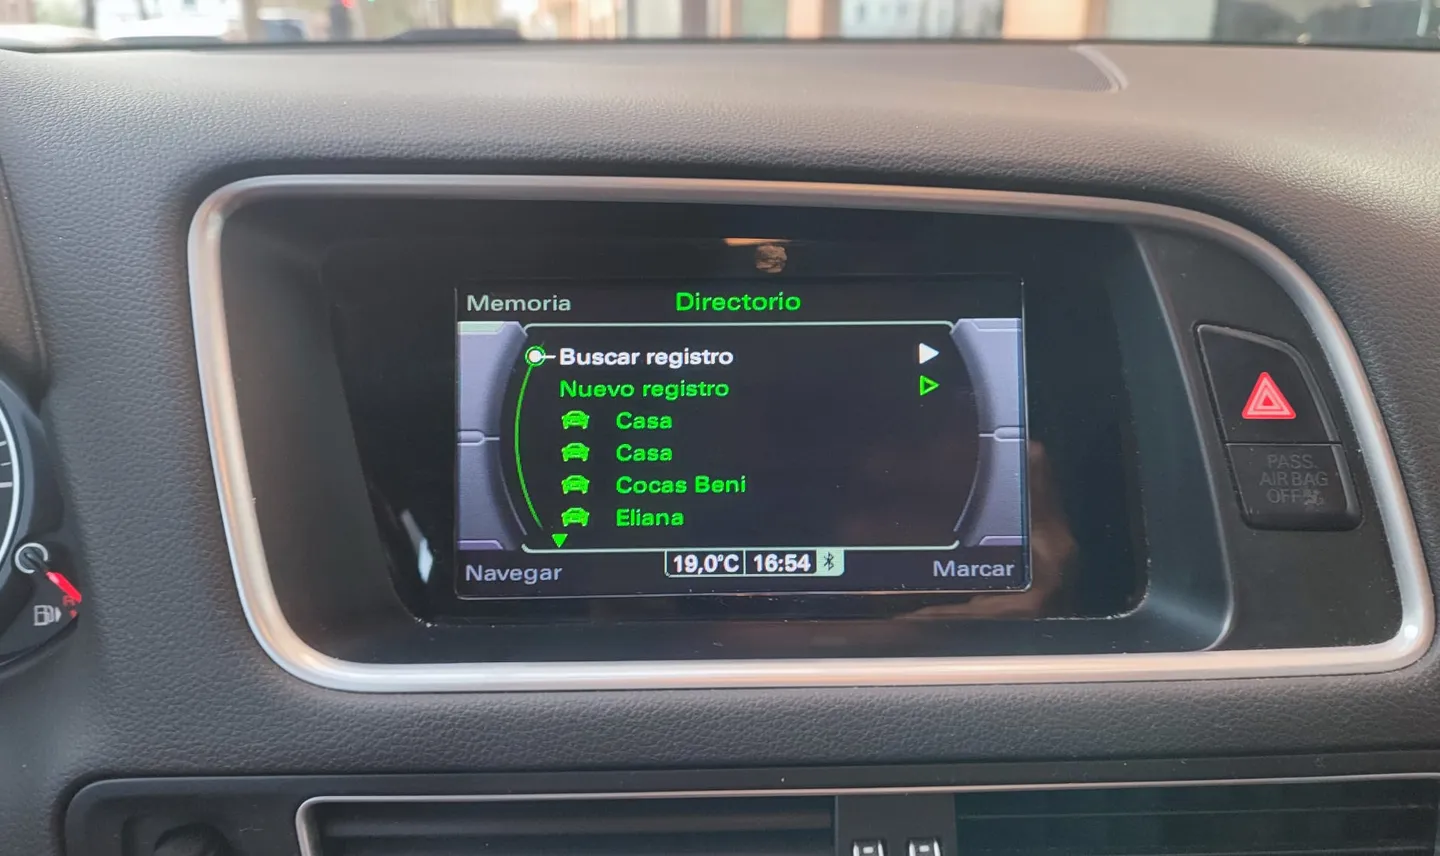 Memoria
Directorio
Buscar registro
Nuevo registro
Casa
Casa
Cocas Beni
Eliana
Navegar
19,0°C 16:54
Marcar
PASS.
AIR BAG
OFF